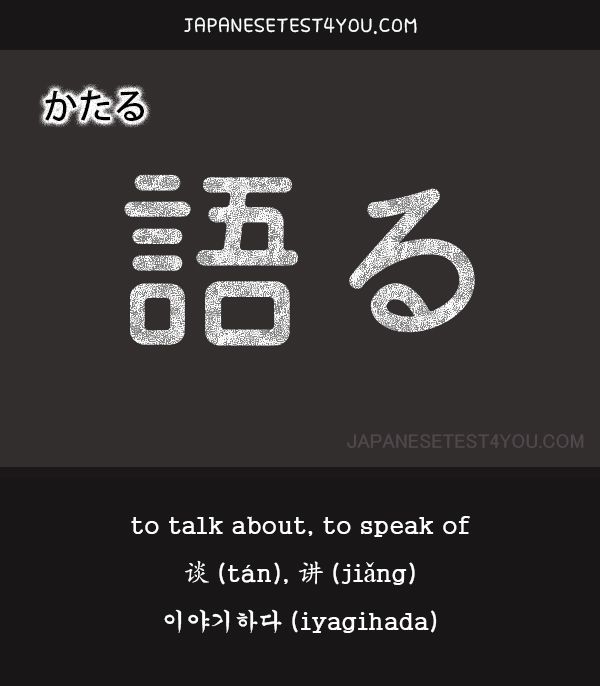 JAPANESETEST4YOU.COM
かたる
語る
JAPANESETEST4YOU.COM
to talk about, to speak of
谈 (tán), 讲 (jiǎng)
이야기하다 (iyagihada)